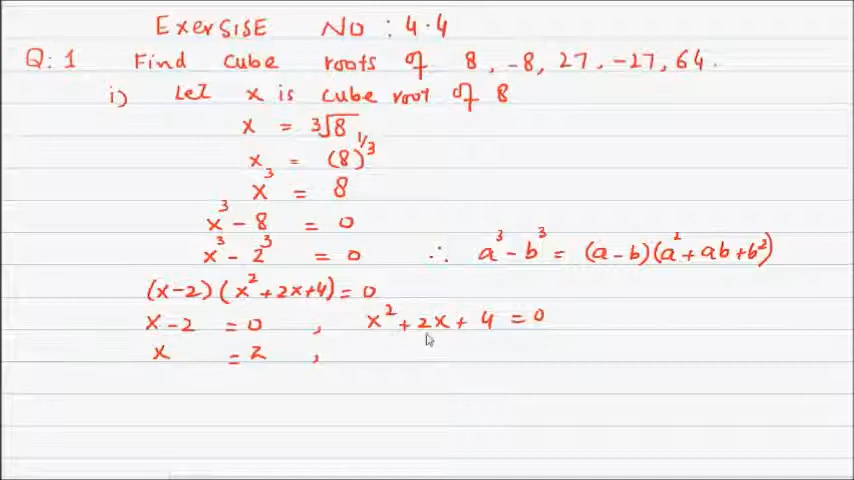 ExerSISE No : 4.4
Q: 1 Find cube roots of 8, -8, 27, -27, 64.
i) Let x is cube root of 8
x = ³√8
x = (8)^1/3
x³ = 8
x³ - 8 = 0
x³ - 2³ = 0 ∴ a³ - b³ = (a-b)(a² + ab + b²)
(x-2)(x² + 2x + 4) = 0
x - 2 = 0 , x² + 2x + 4 = 0
x = 2 ,